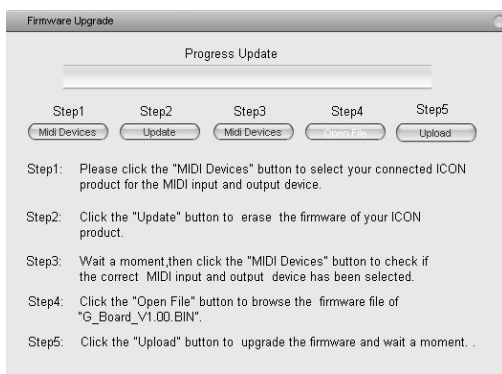 Firmware Upgrade
Progress Update
Step1 Step2 Step3 Step4 Step5
Midi Devices Update Midi Devices Open File Upload
Step1: Please click the "MIDI Devices" button to select your connected ICON
product for the MIDI input and output device.
Step2: Click the "Update" button to erase the firmware of your ICON
product.
Step3: Wait a moment,then click the "MIDI Devices" button to check if
the correct MIDI input and output device has been selected.
Step4: Click the "Open File" button to browse the firmware file of
"G_Board_V1.00.BIN".
Step5: Click the "Upload" button to upgrade the firmware and wait a moment. .